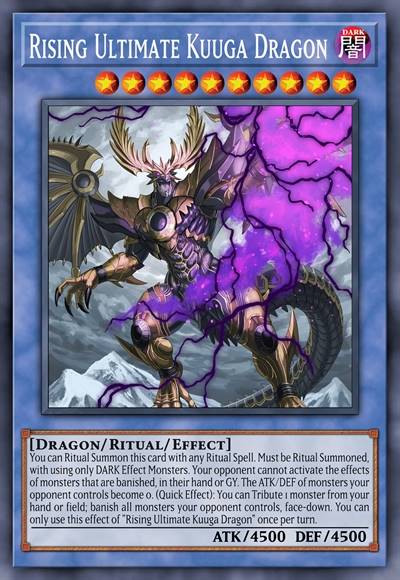 Rising Ultimate Kuuga Dragon
DARK
闇
[Dragon/Ritual/Effect]
You can Ritual Summon this card with any Ritual Spell. Must be Ritual Summoned,
with using only DARK Effect Monsters. Your opponent cannot activate the effects
of monsters that are banished, in their hand or GY. The ATK/DEF of monsters your
opponent controls become 0. (Quick Effect): You can Tribute 1 monster from your
hand or field; banish all monsters your opponent controls, face-down. You can
only use this effect of "Rising Ultimate Kuuga Dragon" once per turn.
ATK/4500 DEF/4500